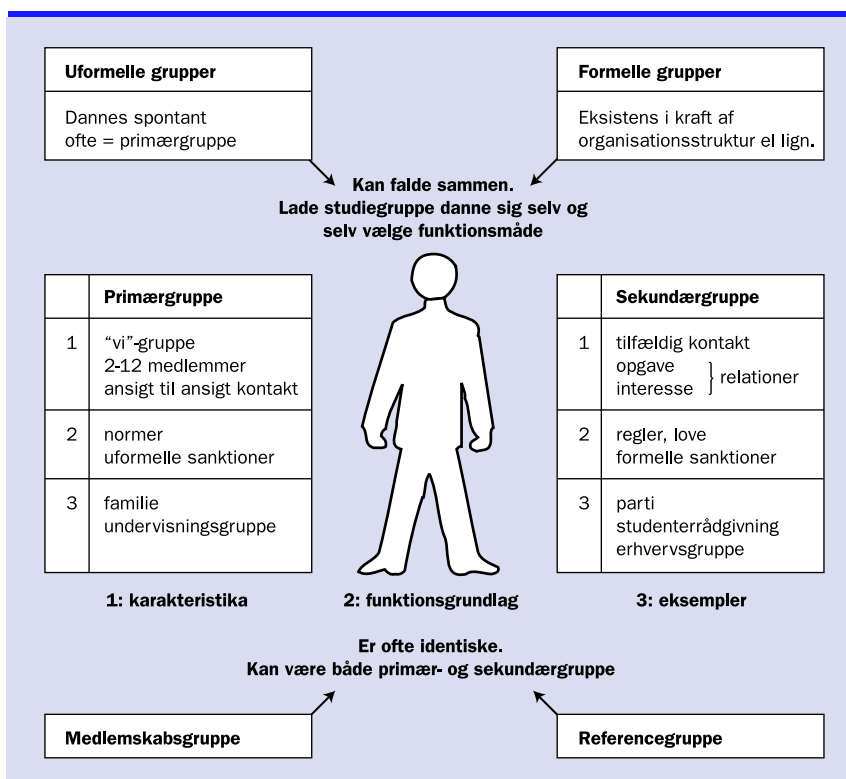 Uformelle grupper
Dannes spontant
ofte = primærgruppe
Formelle grupper
Eksistens i kraft af
organisationsstruktur el lign.
Kan falde sammen.
Lade studiegruppe danne sig selv og
selv vælge funktionsmåde
Primærgruppe
1 "vi"-gruppe
2-12 medlemmer
ansigt til ansigt kontakt
2 normer
uformelle sanktioner
3 familie
undervisningsgruppe
Sekundærgruppe
1 tilfældig kontakt
opgave
interesse } relationer
2 regler, love
formelle sanktioner
3 parti
studenterrådgivning
erhvervsgruppe
1: karakteristika 2: funktionsgrundlag 3: eksempler
Er ofte identiske.
Kan være både primær- og sekundærgruppe
Medlemskabsgruppe
Referencegruppe